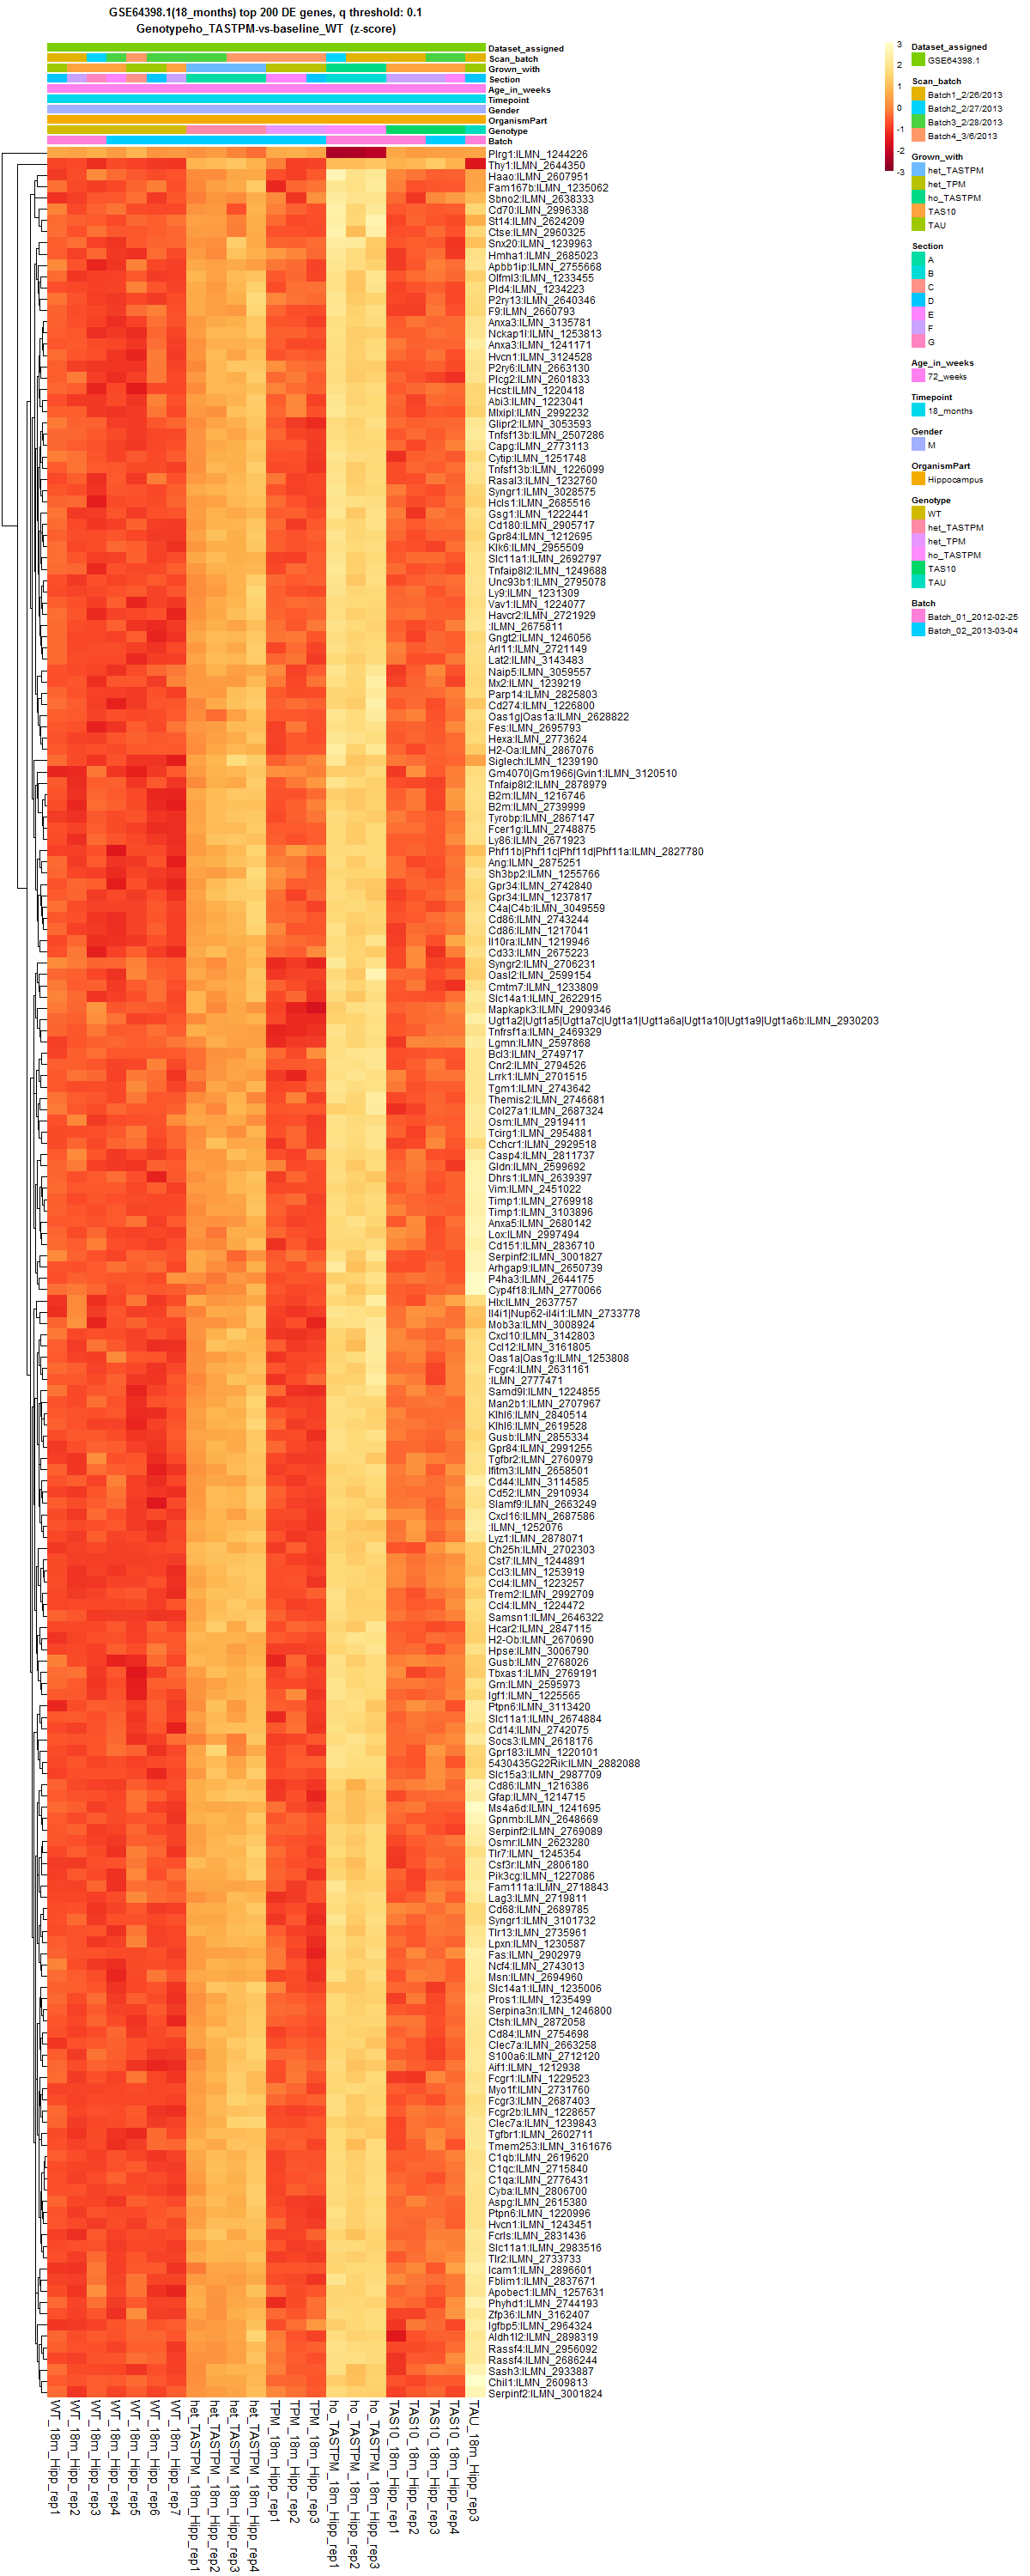 GSE64398.1(18_months) top 200 DE genes, q threshold: 0.1
Genotypeho_TASTPM-vs-baseline_WT (z-score)
Dataset_assigned
Scan_batch
Grown_with
Section
Age_in_weeks
Timepoint
Gender
OrganismPart
Genotype
Batch
3
2
1
0
-1
-2
-3
Dataset_assigned
GSE64398.1
Scan_batch
Batch1_2/26/2013
Batch2_2/27/2013
Batch3_2/28/2013
Batch4_3/6/2013
Grown_with
het_TASTPM
het_TPM
ho_TASTPM
TAS10
TAU
Section
A
B
C
D
E
F
G
Age_in_weeks
72_weeks
Timepoint
18_months
Gender
M
OrganismPart
Hippocampus
Genotype
WT
het_TASTPM
het_TPM
ho_TASTPM
TAS10
TAU
Batch
Batch_01_2012-02-25
Batch_02_2013-03-04
Plrg1:ILMN_1244226
Thy1:ILMN_2644350
Haao:ILMN_2607951
Fam167b:ILMN_1235062
Sbno2:ILMN_2638333
Cd70:ILMN_2996338
St14:ILMN_2624209
Ctse:ILMN_2960325
Snx20:ILMN_1239963
Hmha1:ILMN_2685023
Apbb1ip:ILMN_2755668
Olfml3:ILMN_1233455
Pld4:ILMN_1234223
P2ry13:ILMN_2640346
F9:ILMN_2660793
Anxa3:ILMN_3135781
Nckap1l:ILMN_1253813
Anxa3:ILMN_1241171
Hvcn1:ILMN_3124528
P2ry6:ILMN_2663130
Plcg2:ILMN_2601833
Hcst:ILMN_1220418
Abi3:ILMN_1223041
Mlxipl:ILMN_2992232
Glipr2:ILMN_3053593
Tnfsf13b:ILMN_2507286
Capg:ILMN_2773113
Cytip:ILMN_1251748
Tnfsf13b:ILMN_1226099
Rasal3:ILMN_1232760
Syngr1:ILMN_3028575
Hcls1:ILMN_2685516
Gsg1:ILMN_1222441
Cd180:ILMN_2905717
Gpr84:ILMN_1212695
Klk6:ILMN_2955509
Slc11a1:ILMN_2692797
Tnfaip8l2:ILMN_1249688
Unc93b1:ILMN_2795078
Ly9:ILMN_1231309
Vav1:ILMN_1224077
Havcr2:ILMN_2721929
:ILMN_2675811
Gngt2:ILMN_1246056
Arl11:ILMN_2721149
Lat2:ILMN_3143483
Naip5:ILMN_3059557
Mx2:ILMN_1239219
Parp14:ILMN_2825803
Cd274:ILMN_1226800
Oas1g|Oas1a:ILMN_2628822
Fes:ILMN_2695793
Hexa:ILMN_2773624
H2-Oa:ILMN_2867076
Siglech:ILMN_1239190
Gm4070|Gm1966|Gvin1:ILMN_3120510
Tnfaip8l2:ILMN_2878979
B2m:ILMN_1216746
B2m:ILMN_2739999
Tyrobp:ILMN_2867147
Fcer1g:ILMN_2748875
Ly86:ILMN_2671923
Phf11b|Phf11c|Phf11d|Phf11a:ILMN_2827780
Ang:ILMN_2875251
Sh3bp2:ILMN_1255766
Gpr34:ILMN_2742840
Gpr34:ILMN_1237817
C4a|C4b:ILMN_3049559
Cd86:ILMN_2743244
Cd86:ILMN_1217041
Il10ra:ILMN_1219946
Cd33:ILMN_2675223
Syngr2:ILMN_2706231
Oasl2:ILMN_2599154
Cmtm7:ILMN_1233809
Slc14a1:ILMN_2622915
Mapkapk3:ILMN_2909346
Ugt1a2|Ugt1a5|Ugt1a7c|Ugt1a1|Ugt1a6a|Ugt1a10|Ugt1a9|Ugt1a6b:ILMN_2930203
Tnfrsf1a:ILMN_2469329
Lgmn:ILMN_2597868
Bcl3:ILMN_2749717
Cnr2:ILMN_2794526
Lrrk1:ILMN_2701515
Tgm1:ILMN_2743642
Themis2:ILMN_2746681
Col27a1:ILMN_2687324
Osm:ILMN_2919411
Tcirg1:ILMN_2954881
Cchcr1:ILMN_2929518
Casp4:ILMN_2811737
Gldn:ILMN_2599692
Dhrs1:ILMN_2639397
Vim:ILMN_2451022
Timp1:ILMN_2769918
Timp1:ILMN_3103896
Anxa5:ILMN_2680142
Lox:ILMN_2997494
Cd151:ILMN_2836710
Serpinf2:ILMN_3001827
Arhgap9:ILMN_2650739
P4ha3:ILMN_2644175
Cyp4f18:ILMN_2770066
Hlx:ILMN_2637757
Il4i1|Nup62-il4i1:ILMN_2733778
Mob3a:ILMN_3008924
Cxcl10:ILMN_3142803
Ccl12:ILMN_3161805
Oas1a|Oas1g:ILMN_1253808
Fcgr4:ILMN_2631161
:ILMN_2777471
Samd9l:ILMN_1224855
Man2b1:ILMN_2707967
Klhl6:ILMN_2840514
Klhl6:ILMN_2619528
Gusb:ILMN_2855334
Gpr84:ILMN_2991255
Tgfbr2:ILMN_2760979
Ifitm3:ILMN_2658501
Cd44:ILMN_3114585
Cd52:ILMN_2910934
Slamf9:ILMN_2663249
Cxcl16:ILMN_2687586
:ILMN_1252076
Lyz1:ILMN_2878071
Ch25h:ILMN_2702303
Cst7:ILMN_1244891
Ccl3:ILMN_1253919
Ccl4:ILMN_1223257
Trem2:ILMN_2992709
Ccl4:ILMN_1224472
Samsn1:ILMN_2646322
Hcar2:ILMN_2847115
H2-Ob:ILMN_2670690
Hpse:ILMN_3006790
Gusb:ILMN_2768026
Tbxas1:ILMN_2769191
Grn:ILMN_2595973
Igf1:ILMN_1225565
Ptpn6:ILMN_3113420
Slc11a1:ILMN_2674884
Cd14:ILMN_2742075
Socs3:ILMN_2618176
Gpr183:ILMN_1220101
5430435G22Rik:ILMN_2882088
Slc15a3:ILMN_2987709
Cd86:ILMN_1216386
Gfap:ILMN_1214715
Ms4a6d:ILMN_1241695
Gpnmb:ILMN_2648669
Serpinf2:ILMN_2769089
Osmr:ILMN_2623280
Tlr7:ILMN_1245354
Csf3r:ILMN_2806180
Pik3cg:ILMN_1227086
Fam111a:ILMN_2718843
Lag3:ILMN_2719811
Cd68:ILMN_2689785
Syngr1:ILMN_3101732
Tlr13:ILMN_2735961
Lpxn:ILMN_1230587
Fas:ILMN_2902979
Ncf4:ILMN_2743013
Msn:ILMN_2694960
Slc14a1:ILMN_1235006
Pros1:ILMN_1235499
Serpina3n:ILMN_1246800
Ctsh:ILMN_2872058
Cd84:ILMN_2754698
Clec7a:ILMN_2663258
S100a6:ILMN_2712120
Aif1:ILMN_1212938
Fcgr1:ILMN_1229523
Myo1f:ILMN_2731760
Fcgr3:ILMN_2687403
Fcgr2b:ILMN_1228657
Clec7a:ILMN_1239843
Tgfbr1:ILMN_2602711
Tmem253:ILMN_3161676
C1qb:ILMN_2619620
C1qc:ILMN_2715840
C1qa:ILMN_2776431
Cyba:ILMN_2806700
Aspg:ILMN_2615380
Ptpn6:ILMN_1220996
Hvcn1:ILMN_1243451
Fcrls:ILMN_2831436
Slc11a1:ILMN_2983516
Tlr2:ILMN_2733733
Icam1:ILMN_2896601
Fblim1:ILMN_2837671
Apobec1:ILMN_1257631
Phyhd1:ILMN_2744193
Zfp36:ILMN_3162407
Igfbp5:ILMN_2964324
Aldh1l2:ILMN_2898319
Rassf4:ILMN_2956092
Rassf4:ILMN_2686244
Sash3:ILMN_2933887
Chil1:ILMN_2609813
Serpinf2:ILMN_3001824
WT_18m_Hipp_rep1
WT_18m_Hipp_rep2
WT_18m_Hipp_rep3
WT_18m_Hipp_rep4
WT_18m_Hipp_rep5
WT_18m_Hipp_rep6
WT_18m_Hipp_rep7
het_TASTPM_18m_Hipp_rep1
het_TASTPM_18m_Hipp_rep2
het_TASTPM_18m_Hipp_rep3
het_TASTPM_18m_Hipp_rep4
TPM_18m_Hipp_rep1
TPM_18m_Hipp_rep2
TPM_18m_Hipp_rep3
ho_TASTPM_18m_Hipp_rep1
ho_TASTPM_18m_Hipp_rep2
ho_TASTPM_18m_Hipp_rep3
TAS10_18m_Hipp_rep1
TAS10_18m_Hipp_rep2
TAS10_18m_Hipp_rep3
TAS10_18m_Hipp_rep4
TAU_18m_Hipp_rep3